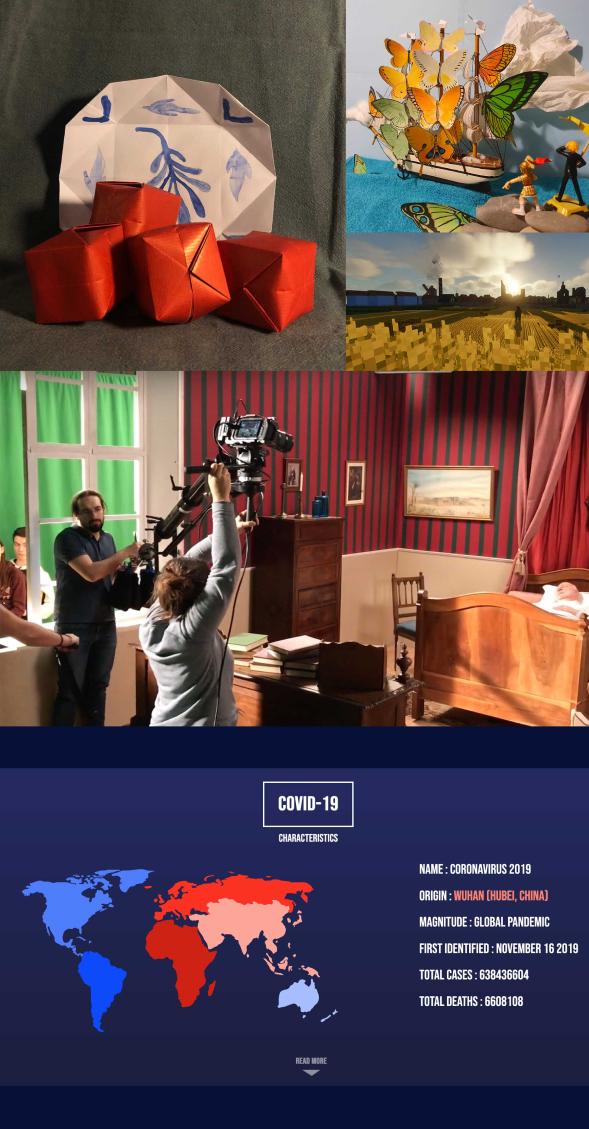 COVID-19
CHARACTERISTICS
NAME : CORONAVIRUS 2019
ORIGIN : WUHAN (HUBEI, CHINA)
MAGNITUDE : GLOBAL PANDEMIC
FIRST IDENTIFIED : NOVEMBER 16 2019
TOTAL CASES : 638436604
TOTAL DEATHS : 6608108
READ MORE